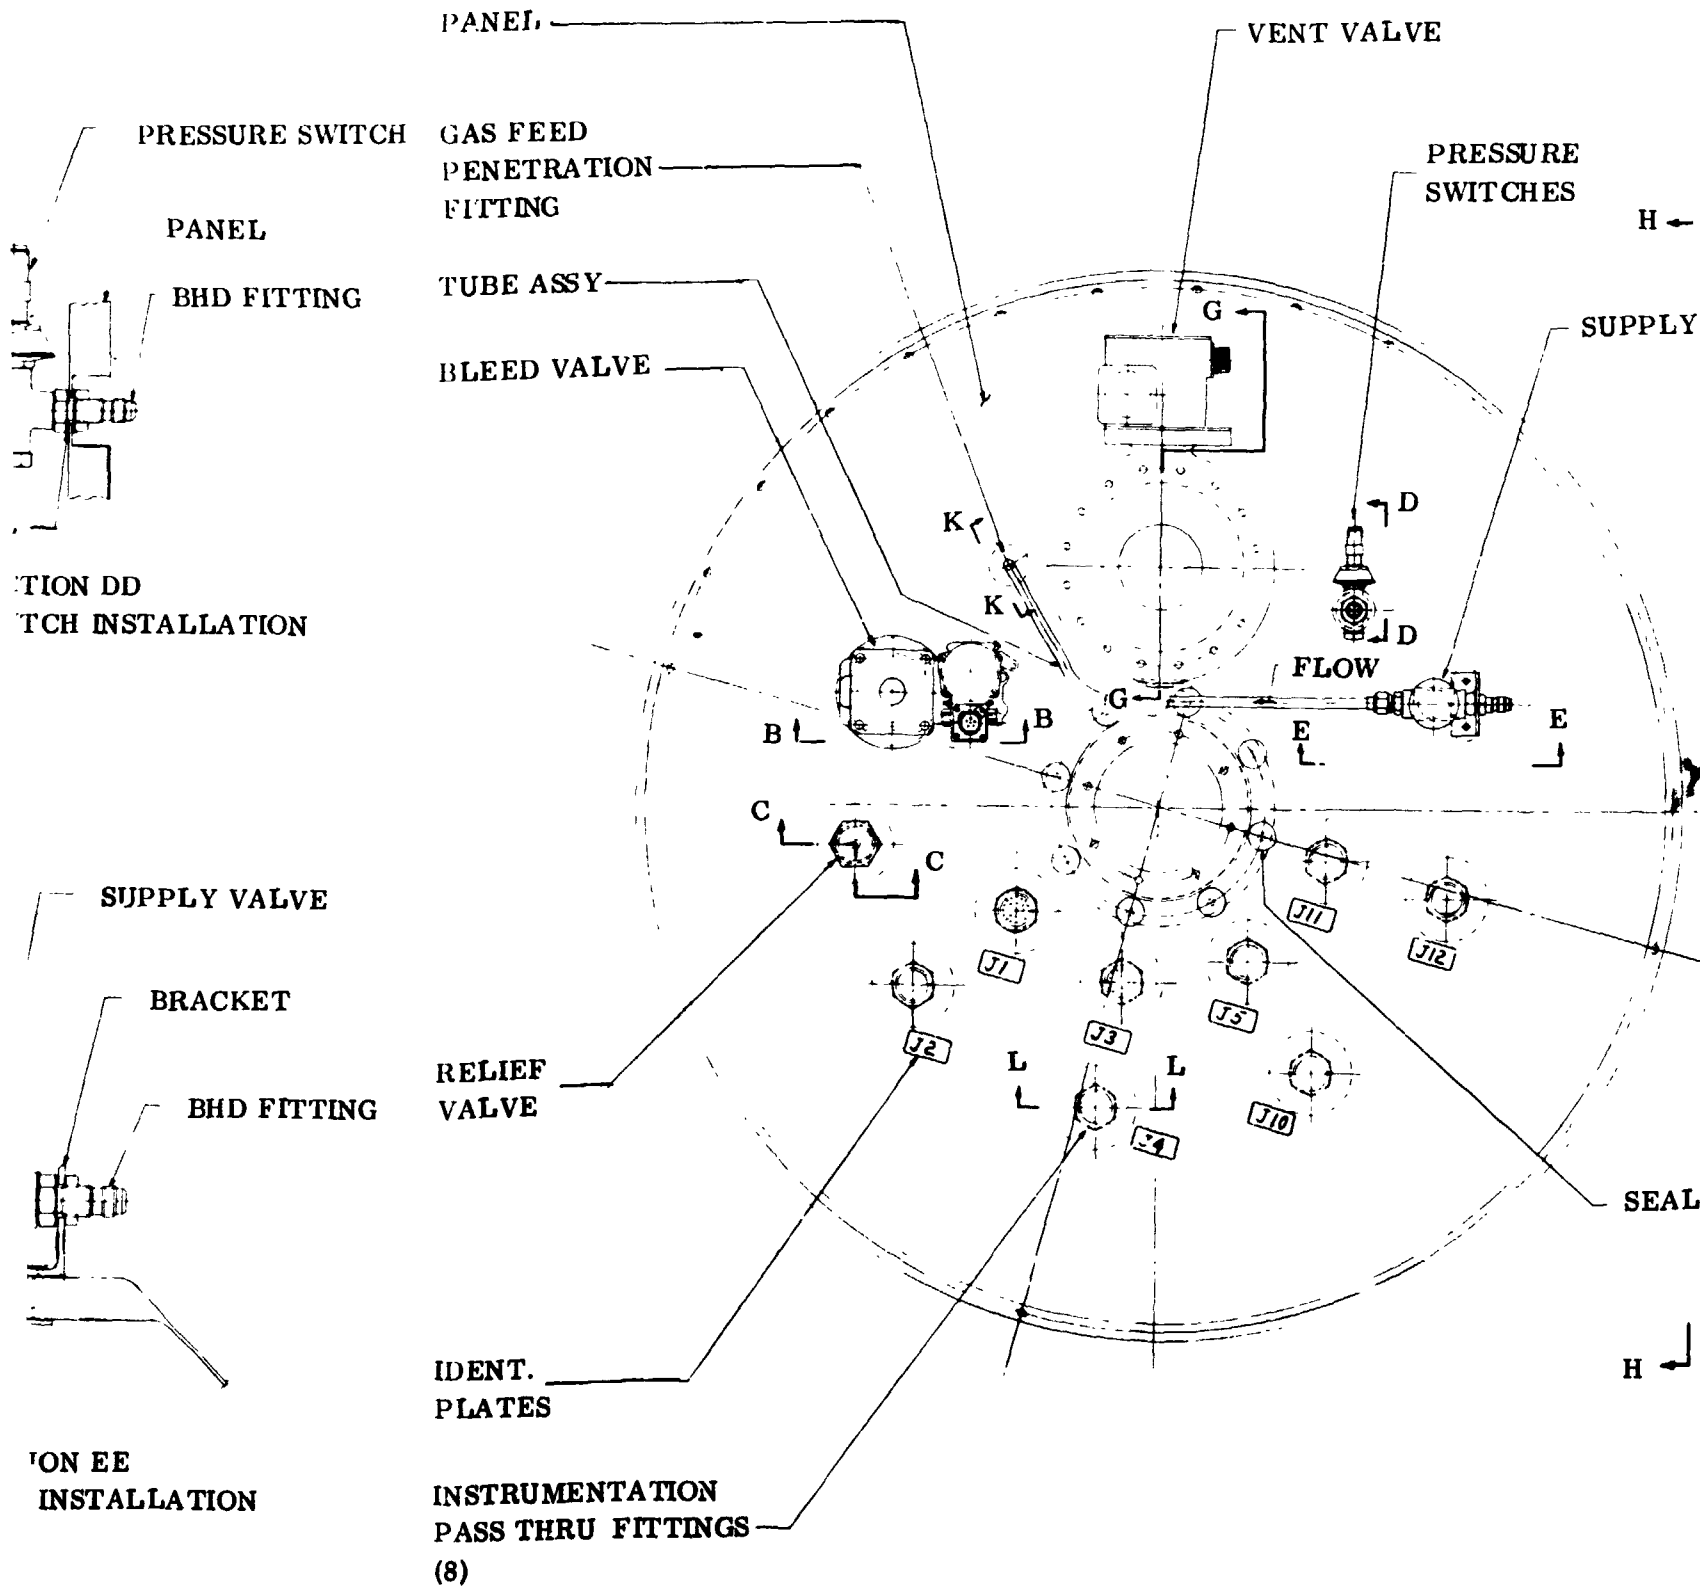 PANEL
VENT VALVE
PRESSURE SWITCH
GAS FEED
PENETRATION
FITTING
PRESSURE
SWITCHES
H
PANEL
BHD FITTING
TUBE ASSY
G
SUPPLY
BLEED VALVE
K
D
K
D
TION DD
TCH INSTALLATION
FLOW
G
B
B
E
E
C
C
SUPPLY VALVE
J11
J12
J1
BRACKET
J5
J3
J2
RELIEF
VALVE
L
L
BHD FITTING
J10
J4
SEAL
IDENT.
PLATES
H
ION EE
INSTALLATION
INSTRUMENTATION
PASS THRU FITTINGS
(8)